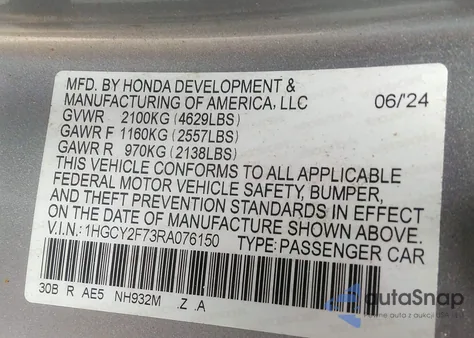 MFD. BY HONDA DEVELOPMENT &
MANUFACTURING OF AMERICA, LLC 06/'24
GVWR 2100KG (4629LBS)
GAWR F 1160KG (2557LBS)
GAWR R 970KG (2138LBS)
THIS VEHICLE CONFORMS TO ALL APPLICABLE
FEDERAL MOTOR VEHICLE SAFETY, BUMPER,
AND THEFT PREVENTION STANDARDS IN EFFECT
ON THE DATE OF MANUFACTURE SHOWN ABOVE.
V.I.N.: 1HGCY2F73RA076150 TYPE: PASSENGER CAR
30B R AE5 NH932M .Z .A
autaSnap